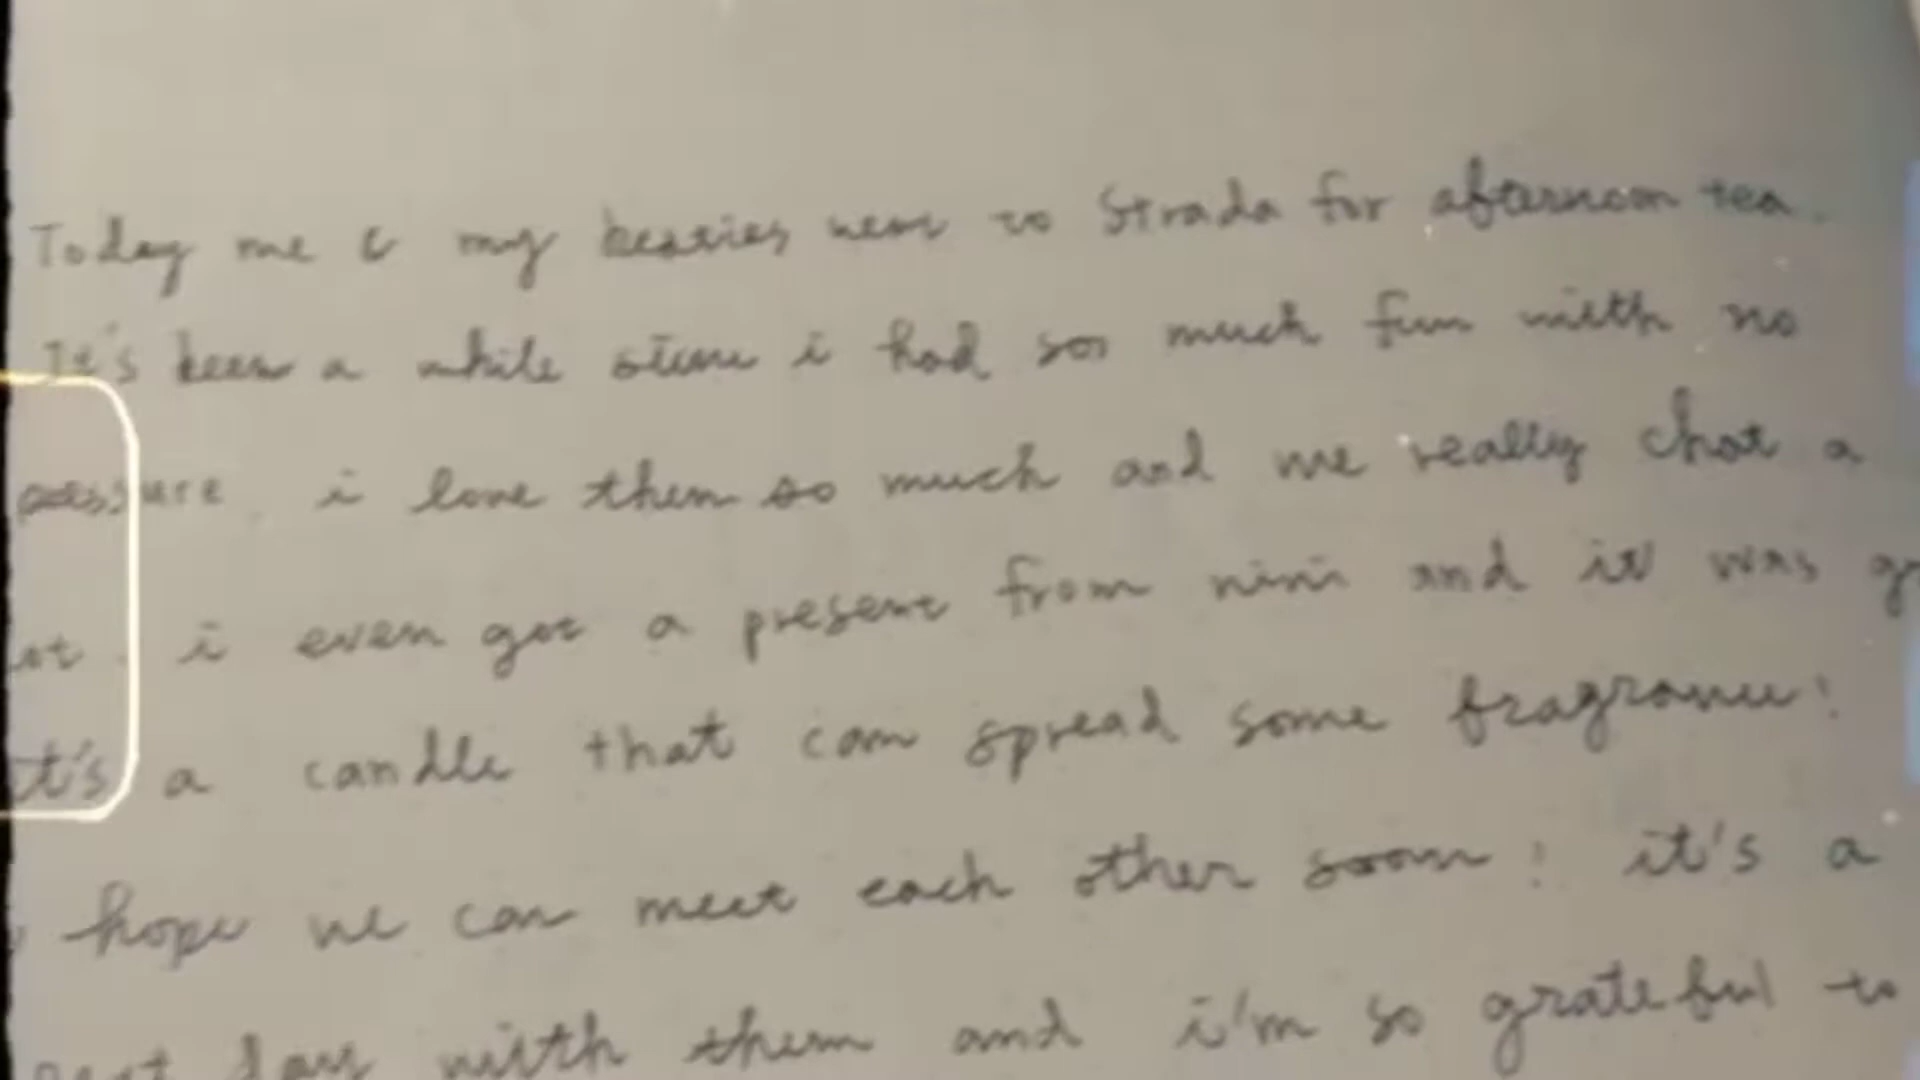 Today me & my besties went to Strada for afternoon tea.
It's been a while since i had so much fun with no
pressure. i love them so much and we really chat a
ot. i even got a present from nini and it was
it's a candle that can spread some fragrance!
hope we can meet each other soon! it's a
day with them and i'm so grateful to